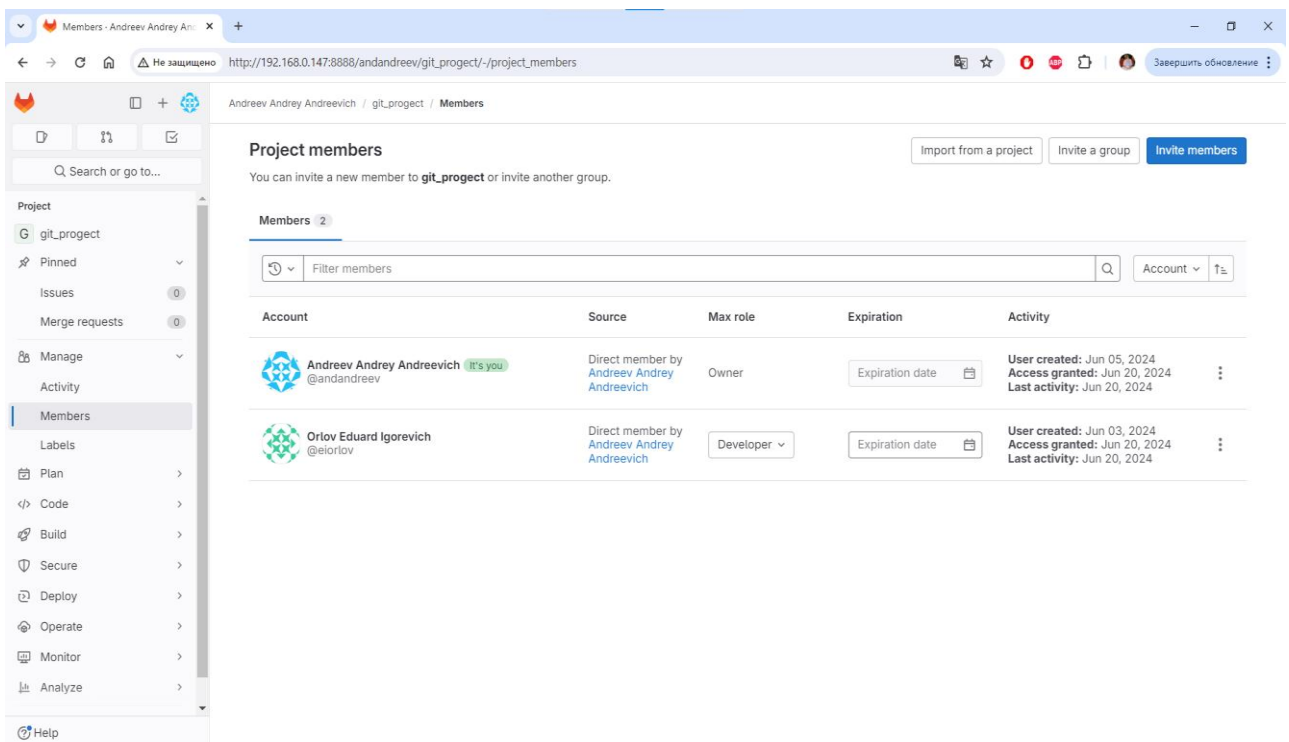 Members · Andreev Andrey An
Не защищено http://192.168.0.147:8888/andandreev/git_progect/-/project_members
ABP
Завершить обновление
Andreev Andrey Andreevich / git_progect / Members
Search or go to...
Project
G git_progect
Pinned
Issues 0
Merge requests 0
Manage
Activity
Members
Labels
Plan
Code
Build
Secure
Deploy
Operate
Monitor
Analyze
Help
Project members
Import from a project
Invite a group
Invite members
You can invite a new member to git_progect or invite another group.
Members 2
Filter members
Account
Account Source Max role Expiration Activity
Andreev Andrey Andreevich It's you
@andandreev
Direct member by
Andreev Andrey
Andreevich
Owner
Expiration date
User created: Jun 05, 2024
Access granted: Jun 20, 2024
Last activity: Jun 20, 2024
Orlov Eduard Igorevich
@eiorlov
Direct member by
Andreev Andrey
Andreevich
Developer
Expiration date
User created: Jun 03, 2024
Access granted: Jun 20, 2024
Last activity: Jun 20, 2024